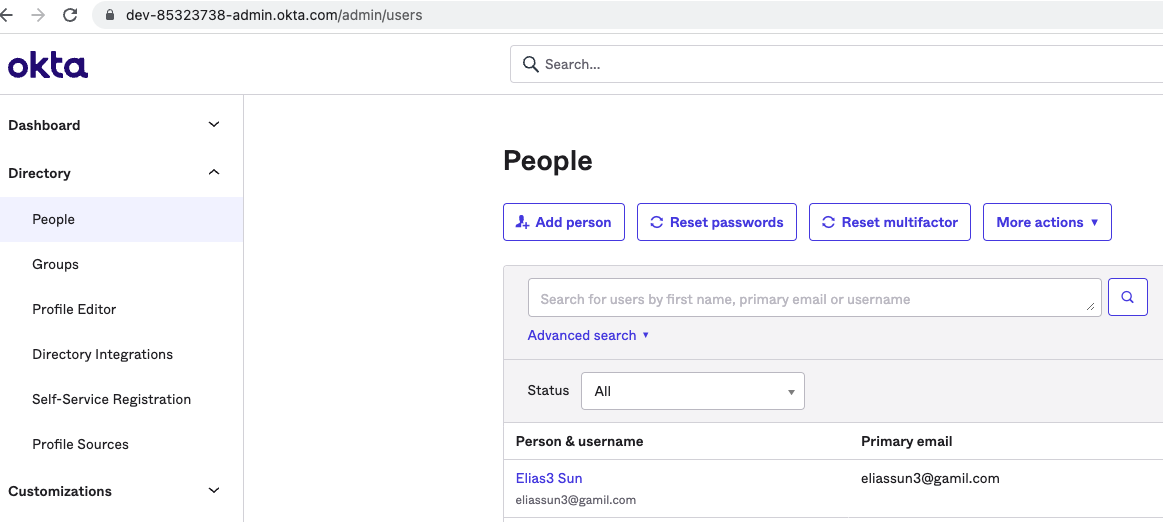 dev-85323738-admin.okta.com/admin/users
okta
Search...
Dashboard
Directory
People
Groups
Profile Editor
Directory Integrations
Self-Service Registration
Profile Sources
Customizations
People
Add person Reset passwords Reset multifactor More actions
Search for users by first name, primary email or username
Advanced search
Status All
Person & username Primary email
Elias3 Sun eliassun3@gamil.com
eliassun3@gamil.com